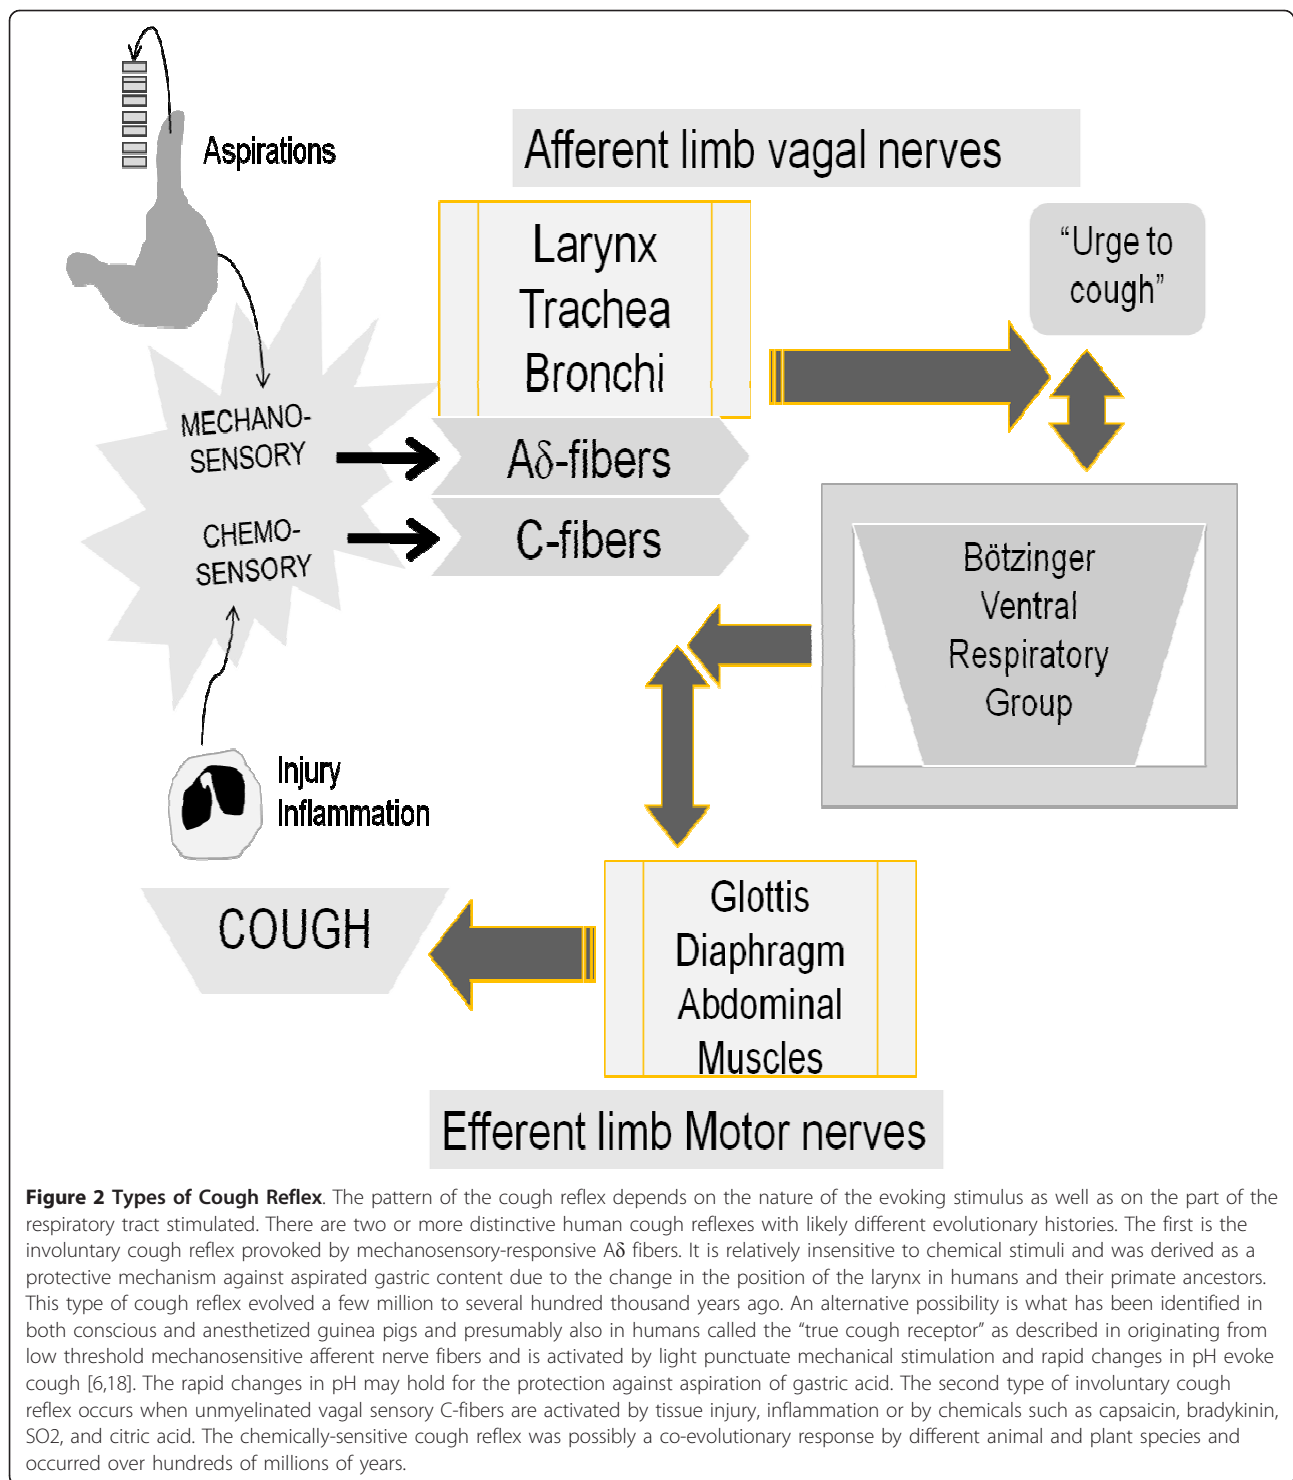 Aspirations
Afferent limb vagal nerves
Larynx
Trachea
Bronchi
“Urge to
cough”
MECHANO-
SENSORY
Aδ-fibers
CHEMO-
SENSORY
C-fibers
Bötzinger
Ventral
Respiratory
Group
Injury
Inflammation
COUGH
Glottis
Diaphragm
Abdominal
Muscles
Efferent limb Motor nerves
Figure 2 Types of Cough Reflex. The pattern of the cough reflex depends on the nature of the evoking stimulus as well as on the part of the
respiratory tract stimulated. There are two or more distinctive human cough reflexes with likely different evolutionary histories. The first is the
involuntary cough reflex provoked by mechanosensory-responsive Aδ fibers. It is relatively insensitive to chemical stimuli and was derived as a
protective mechanism against aspirated gastric content due to the change in the position of the larynx in humans and their primate ancestors.
This type of cough reflex evolved a few million to several hundred thousand years ago. An alternative possibility is what has been identified in
both conscious and anesthetized guinea pigs and presumably also in humans called the “true cough receptor” as described in originating from
low threshold mechanosensitive afferent nerve fibers and is activated by light punctuate mechanical stimulation and rapid changes in pH evoke
cough [6,18]. The rapid changes in pH may hold for the protection against aspiration of gastric acid. The second type of involuntary cough
reflex occurs when unmyelinated vagal sensory C-fibers are activated by tissue injury, inflammation or by chemicals such as capsaicin, bradykinin,
SO2, and citric acid. The chemically-sensitive cough reflex was possibly a co-evolutionary response by different animal and plant species and
occurred over hundreds of millions of years.